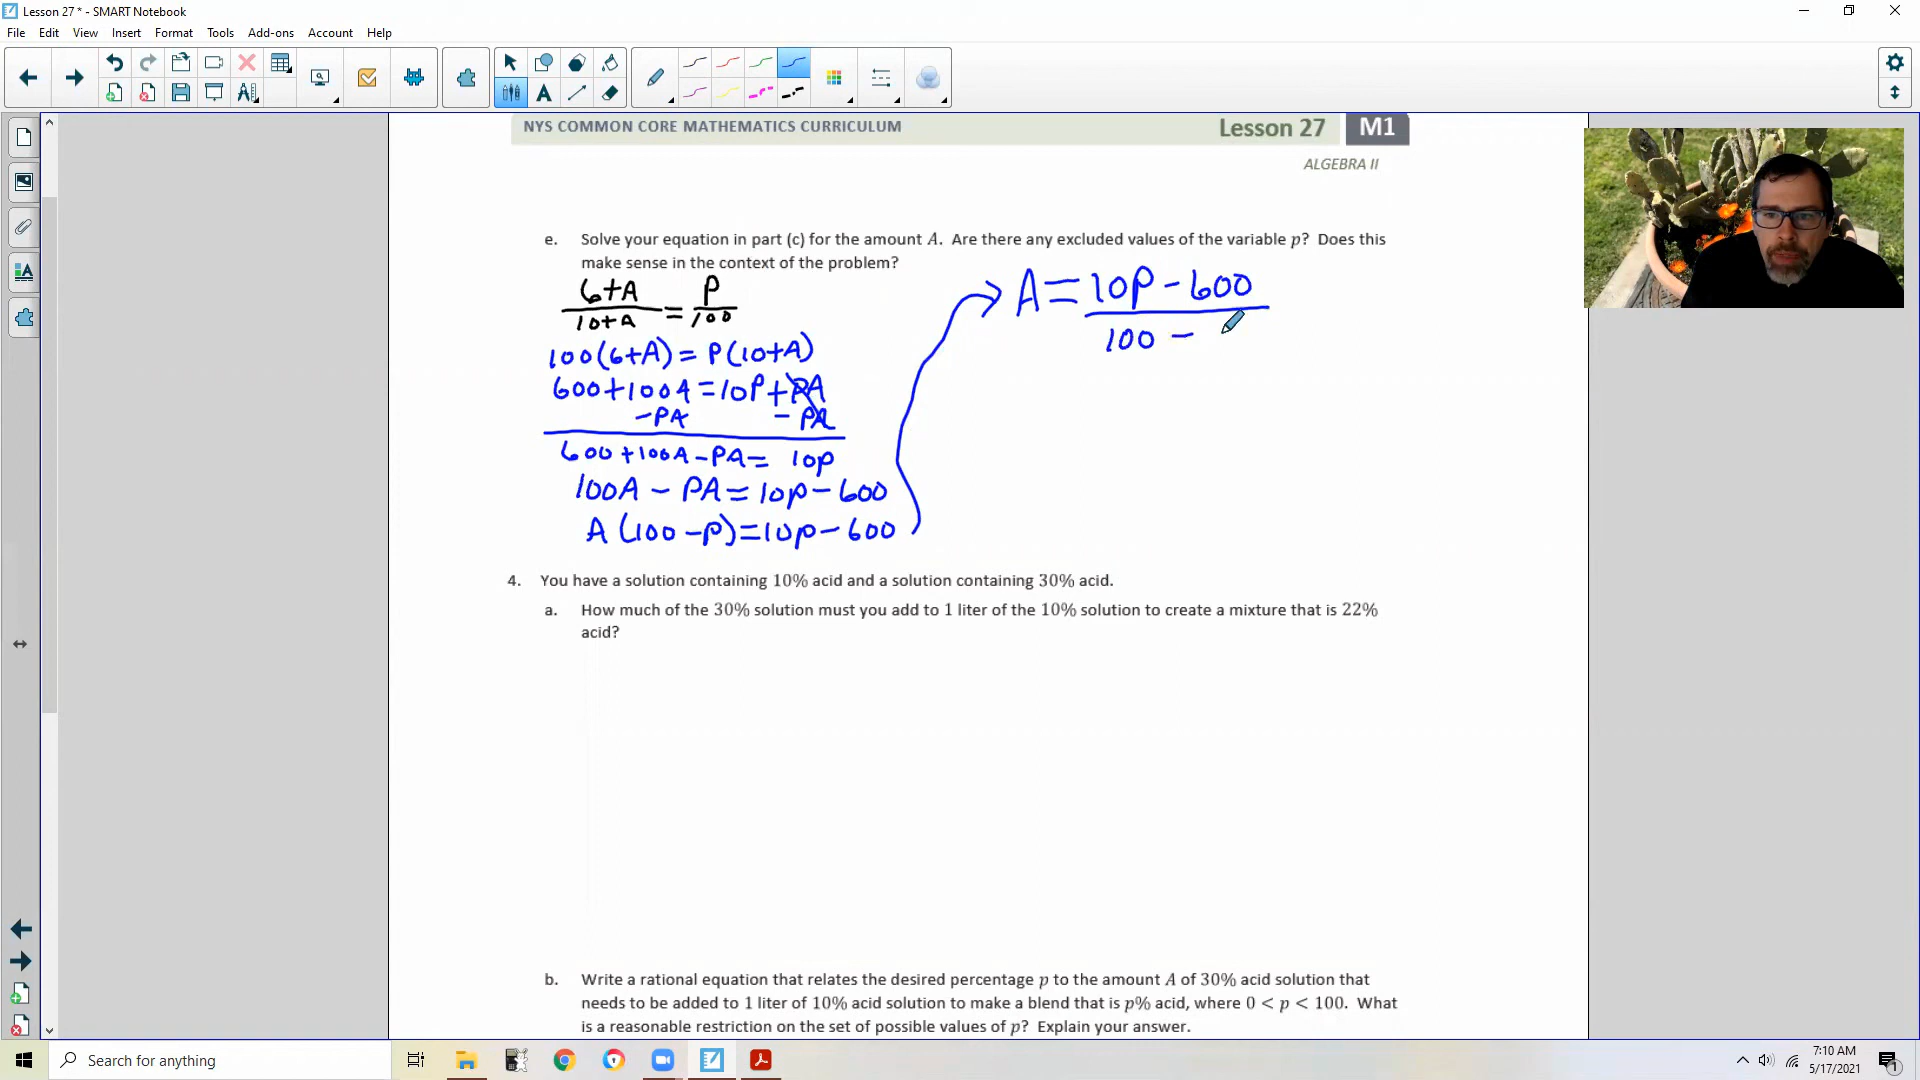 Lesson 27 * - SMART Notebook
File Edit View Insert Format Tools Add-ons Account Help
NYS COMMON CORE MATHEMATICS CURRICULUM Lesson 27 M1
ALGEBRA II
e. Solve your equation in part (c) for the amount A. Are there any excluded values of the variable p? Does this
make sense in the context of the problem?
6+A / 10+A = P / 100
100(6+A) = P(10+A)
600+100A = 10P + PA
-PA - PA
600 + 100A - PA = 10p
100A - PA = 10p - 600
A (100 - p) = 10p - 600
A = 10P - 600
100 -
4. You have a solution containing 10% acid and a solution containing 30% acid.
a. How much of the 30% solution must you add to 1 liter of the 10% solution to create a mixture that is 22%
acid?
b. Write a rational equation that relates the desired percentage p to the amount A of 30% acid solution that
needs to be added to 1 liter of 10% acid solution to make a blend that is p% acid, where 0 < p < 100. What
is a reasonable restriction on the set of possible values of p? Explain your answer.
Search for anything
7:10 AM
5/17/2021